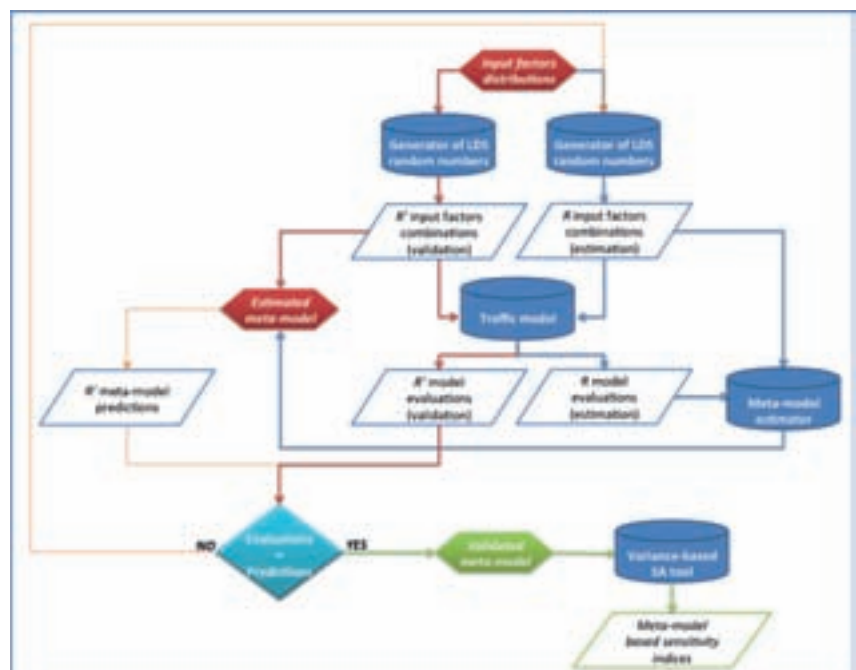 Input factors
distributions
Generator of LDS
random numbers
Generator of LDS
random numbers
R' input factors
combinations
(validation)
R input factors
combinations
(estimation)
Estimated
meta-model
Traffic model
R' meta-model
predictions
R' model
evaluations
(validation)
R model
evaluations
(estimation)
Meta-model
estimator
NO
Evaluations
Predictions
YES
Validated
meta-model
Variance-based
SA tool
Meta-model
based sensitivity
indices